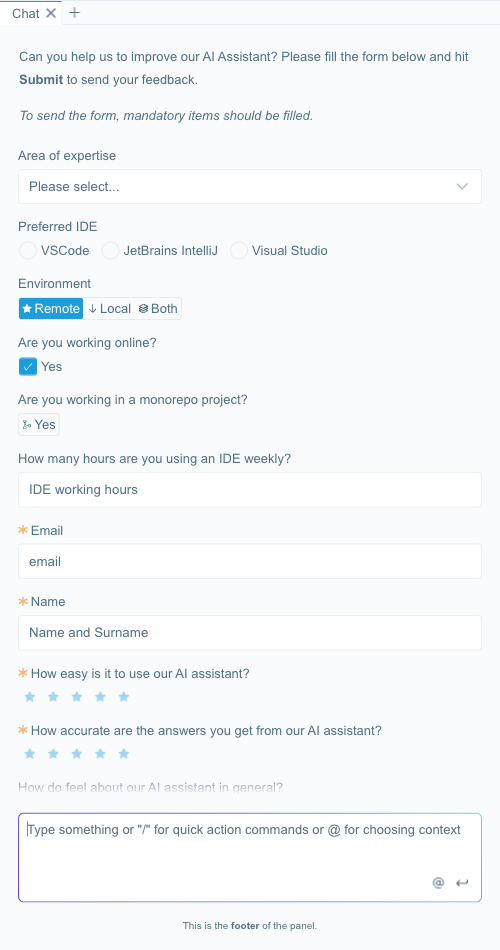 Chat
Can you help us to improve our AI Assistant? Please fill the form below and hit
Submit to send your feedback.
To send the form, mandatory items should be filled.
Area of expertise
Please select...
Preferred IDE
VSCode JetBrains IntelliJ Visual Studio
Environment
Remote Local Both
Are you working online?
Yes
Are you working in a monorepo project?
Yes
How many hours are you using an IDE weekly?
IDE working hours
* Email
email
* Name
Name and Surname
* How easy is it to use our AI assistant?
* How accurate are the answers you get from our AI assistant?
How do feel about our AI assistant in general?
Type something or "/" for quick action commands or @ for choosing context
@
This is the footer of the panel.